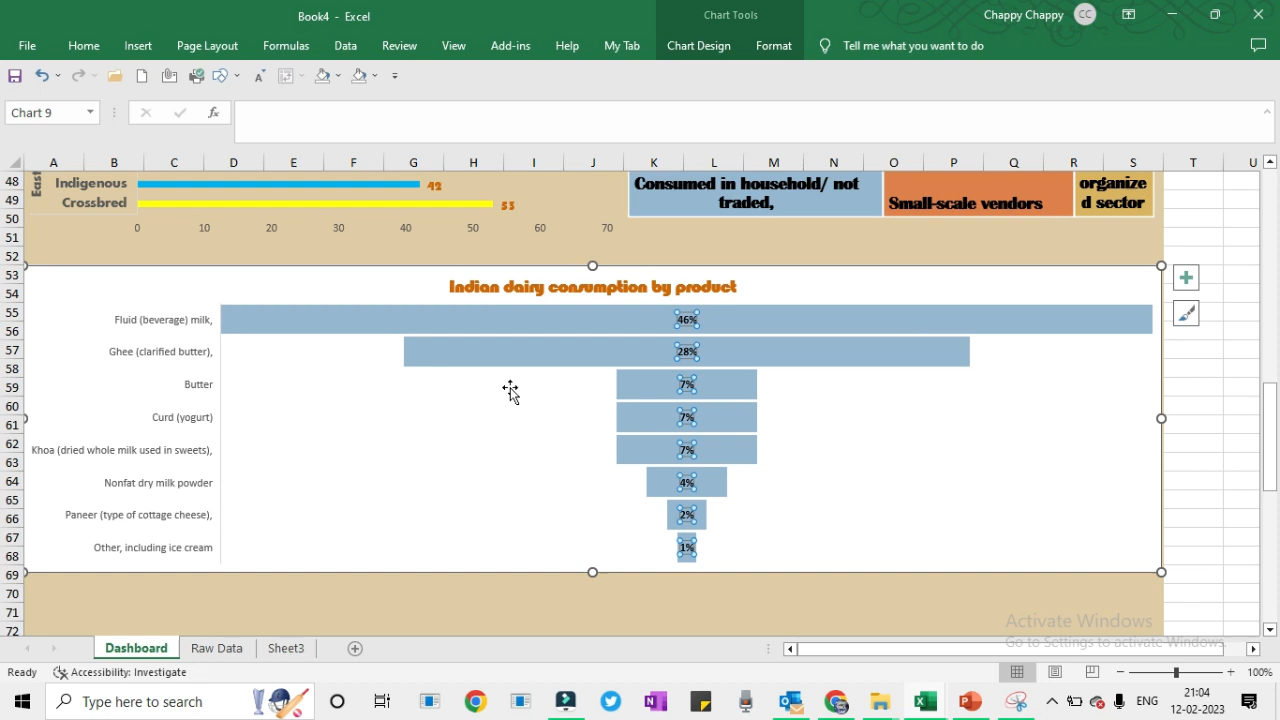 Book4 - Excel
Chart Tools
Chappy Chappy
CC
File
Home
Insert
Page Layout
Formulas
Data
Review
View
Add-ins
Help
My Tab
Chart Design
Format
Tell me what you want to do
Chart 9
fx
A B C D E F G H I J K L M N O P Q R S T U
48
49
50
51
52
53
54
55
56
57
58
59
60
61
62
63
64
65
66
67
68
69
70
71
72
East
Indigenous 42
Crossbred 53
0 10 20 30 40 50 60 70
Consumed in household/ not
traded,
Small-scale vendors
organize
d sector
Indian dairy consumption by product
Fluid (beverage) milk, 46%
Ghee (clarified butter), 28%
Butter 7%
Curd (yogurt) 7%
Khoa (dried whole milk used in sweets), 7%
Nonfat dry milk powder 4%
Paneer (type of cottage cheese), 2%
Other, including ice cream 1%
Activate Windows
Go to Settings to activate Windows.
Dashboard
Raw Data
Sheet3
Ready
Accessibility: Investigate
100%
Type here to search
ENG
21:04
12-02-2023